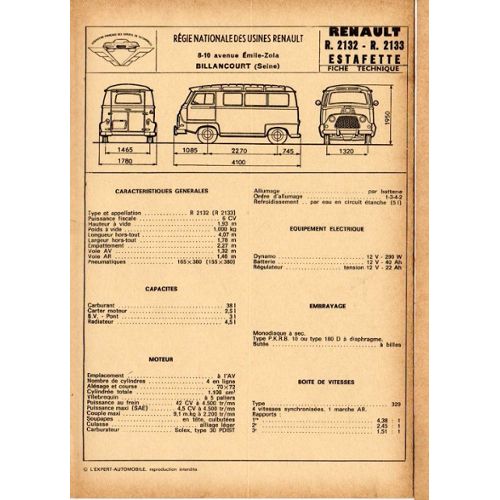 RÉGIE NATIONALE DES USINES RENAULT
8-10 avenue Émile-Zola
BILLANCOURT (Seine)
RENAULT
R. 2132 - R. 2133
ESTAFETTE
FICHE TECHNIQUE
1465
1780
1085
2270
745
4100
1320
1950
CARACTERISTIQUES GENERALES
Type et appellation R 2132 (R 2133)
Puissance fiscale 6 CV
Hauteur à vide 1,93 m
Poids à vide 1.000 kg
Longueur hors-tout 4,07 m
Largeur hors-tout 1,78 m
Empattement 2,27 m
Voie AV 1,32 m
Voie AR 1,46 m
Pneumatiques 165×380 (155×380)
CAPACITES
Carburant 38 l
Carter moteur 2,5 l
B.V. - Pont 3 l
Radiateur 4,5 l
MOTEUR
Emplacement à l'AV
Nombre de cylindres 4 en ligne
Alésage et course 70×72
Cylindrée totale 1.108 cm³
Vilebrequin à 5 paliers
Puissance au frein 42 CV à 4.500 tr/mn
Puissance maxi (SAE) 4,5 CV à 4.500 tr/mn
Couple maxi 9,1 m.kg à 2.200 tr/mn
Soupapes en tête, culbutées
Culasse alliage léger
Carburateur Solex, type 30 PDIST
Allumage par batterie
Ordre d'allumage 1-3-4-2
Refroidissement par eau en circuit étanche (5 l)
EQUIPEMENT ELECTRIQUE
Dynamo 12 V - 290 W
Batterie 12 V - 40 Ah
Régulateur tension 12 V - 22 Ah
EMBRAYAGE
Monodisque à sec.
Type P.K.R.B. 10 ou type 180 D à diaphragme.
Butée à billes
BOITE DE VITESSES
Type 329
4 vitesses synchronisées, 1 marche AR.
Rapports :
1re 4,38 : 1
2e 2,45 : 1
3e 1,51 : 1
© L'EXPERT-AUTOMOBILE, reproduction interdite